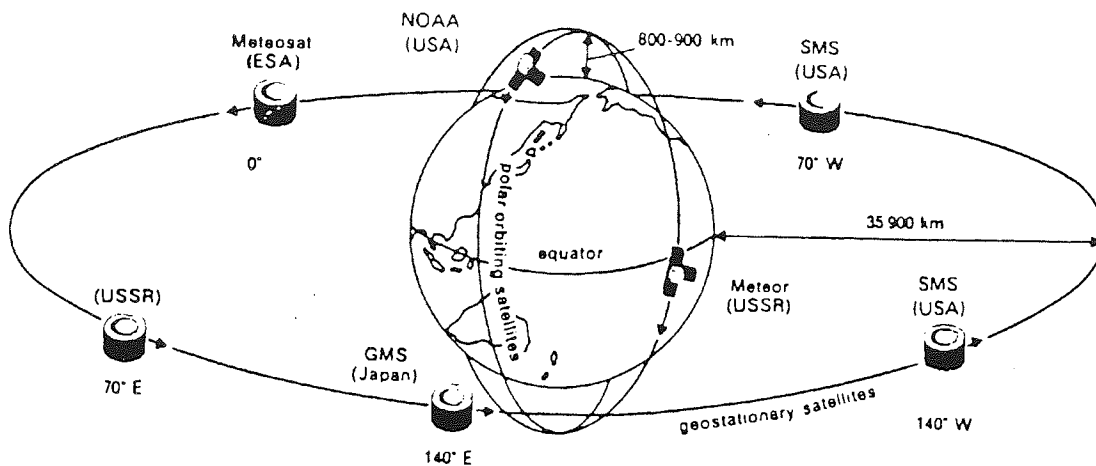 NOAA
(USA)
800-900 km
Meteosat
(ESA)
SMS
(USA)
0°
70° W
polar orbiting satellites
35 900 km
equator
(USSR)
Meteor
(USSR)
SMS
(USA)
70° E
GMS
(Japan)
geostationary satellites
140° W
140° E